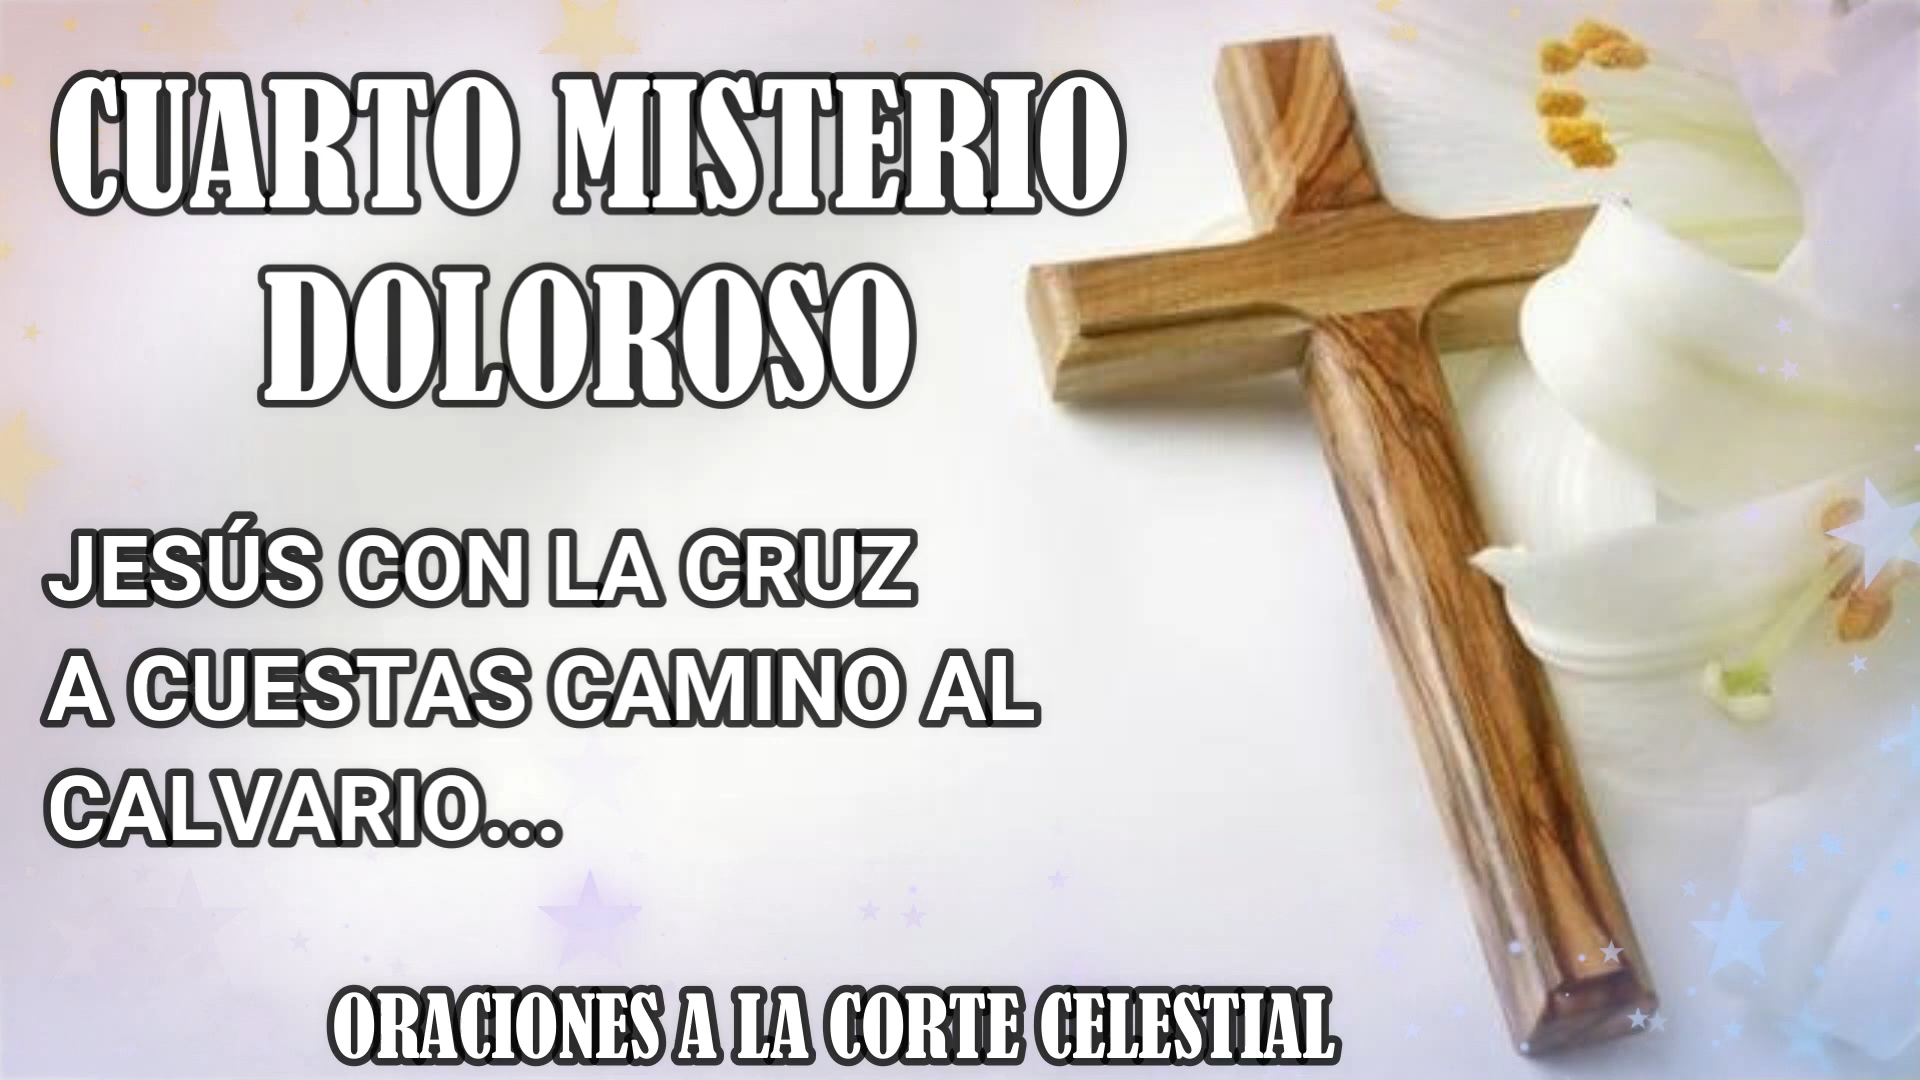 CUARTO MISTERIO
DOLOROSO
JESÚS CON LA CRUZ
A CUESTAS CAMINO AL
CALVARIO...
ORACIONES A LA CORTE CELESTIAL